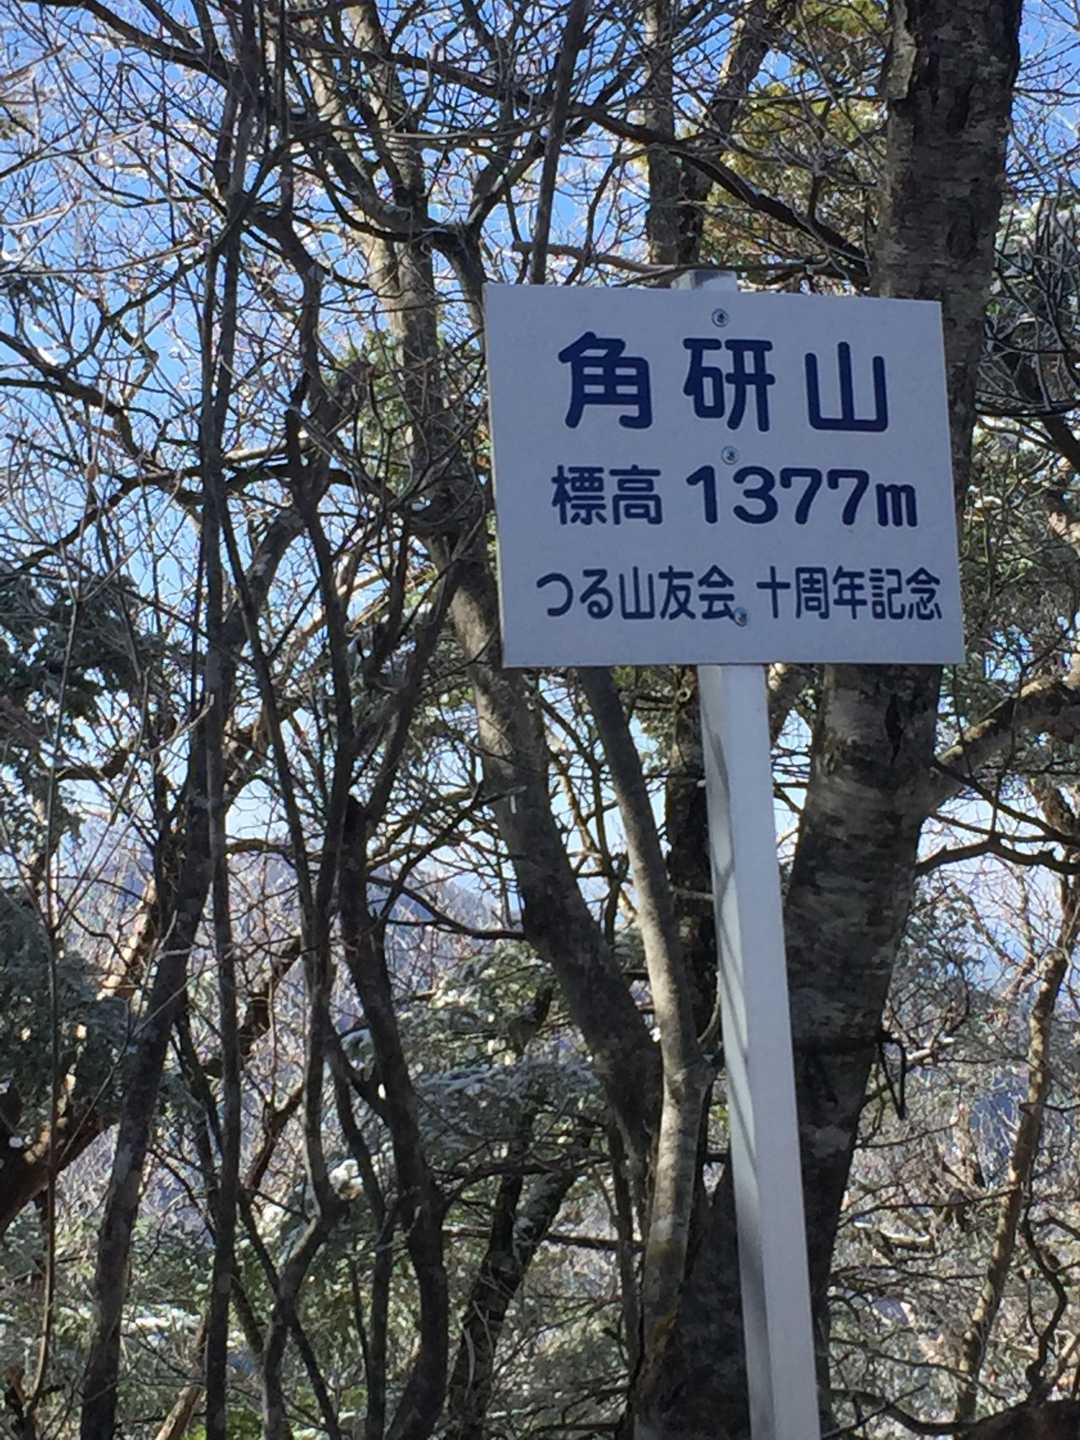 角研山
標高 1377m
つる山友会 十周年記念